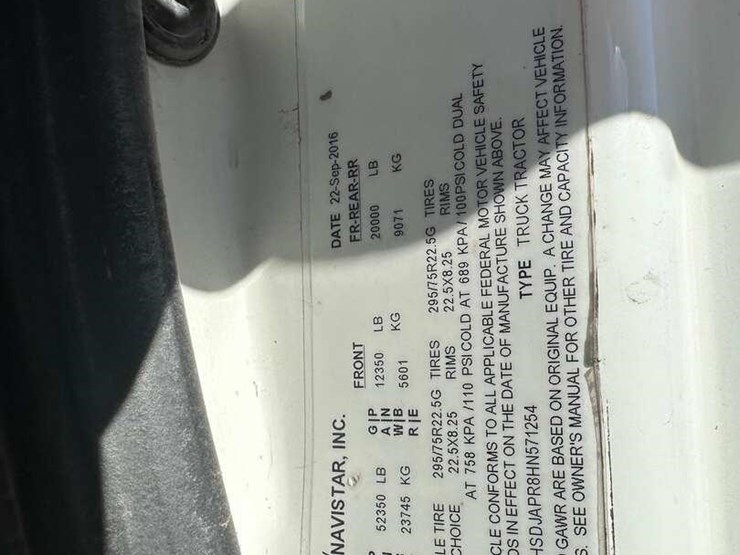 NAVISTAR, INC. DATE 22-Sep-2016
FRONT FR-REAR-RR
52350 LB G|P 12350 LB 20000 LB
A|N
23745 KG W|B 5601 KG 9071 KG
R|E
LE TIRE 295/75R22.5G TIRES 295/75R22.5G TIRES
CHOICE, 22.5X8.25 RIMS 22.5X8.25 RIMS
AT 758 KPA /110 PSI COLD AT 689 KPA / 100PSI COLD DUAL
CLE CONFORMS TO ALL APPLICABLE FEDERAL MOTOR VEHICLE SAFETY
DS IN EFFECT ON THE DATE OF MANUFACTURE SHOWN ABOVE.
HSDJAPR8HN571254 TYPE TRUCK TRACTOR
GAWR ARE BASED ON ORIGINAL EQUIP. A CHANGE MAY AFFECT VEHICLE
S. SEE OWNER'S MANUAL FOR OTHER TIRE AND CAPACITY INFORMATION.